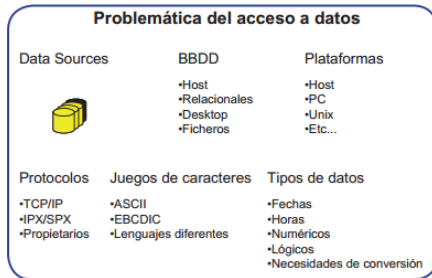 Problemática del acceso a datos
Data Sources
BBDD
•Host
•Relacionales
•Desktop
•Ficheros
Plataformas
•Host
•PC
•Unix
•Etc...
Protocolos
•TCP/IP
•IPX/SPX
•Propietarios
Juegos de caracteres
•ASCII
•EBCDIC
•Lenguajes diferentes
Tipos de datos
•Fechas
•Horas
•Numéricos
•Lógicos
•Necesidades de conversión